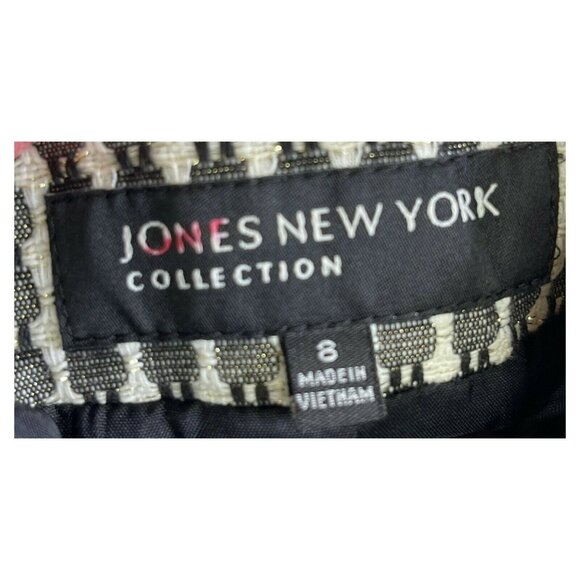 JONES NEW YORK
COLLECTION
8
MADE IN
VIETNAM